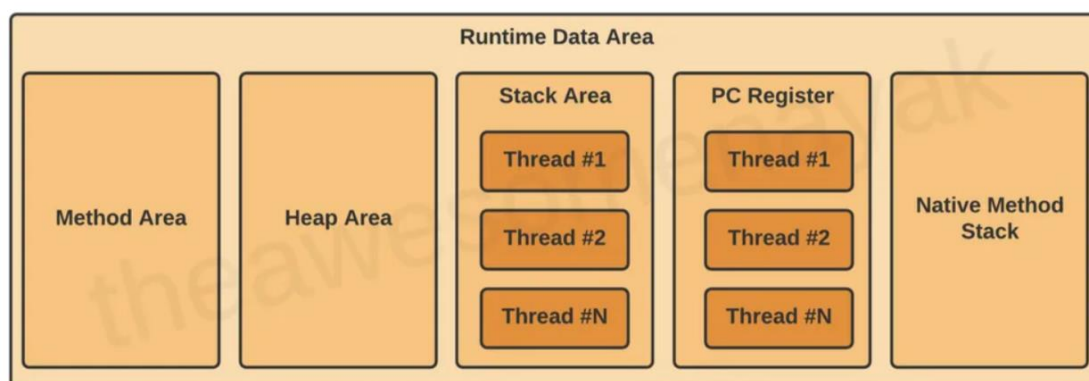 Runtime Data Area
Method Area
Heap Area
Stack Area
Thread #1
Thread #2
Thread #N
PC Register
Thread #1
Thread #2
Thread #N
Native Method
Stack
theawesomenayak